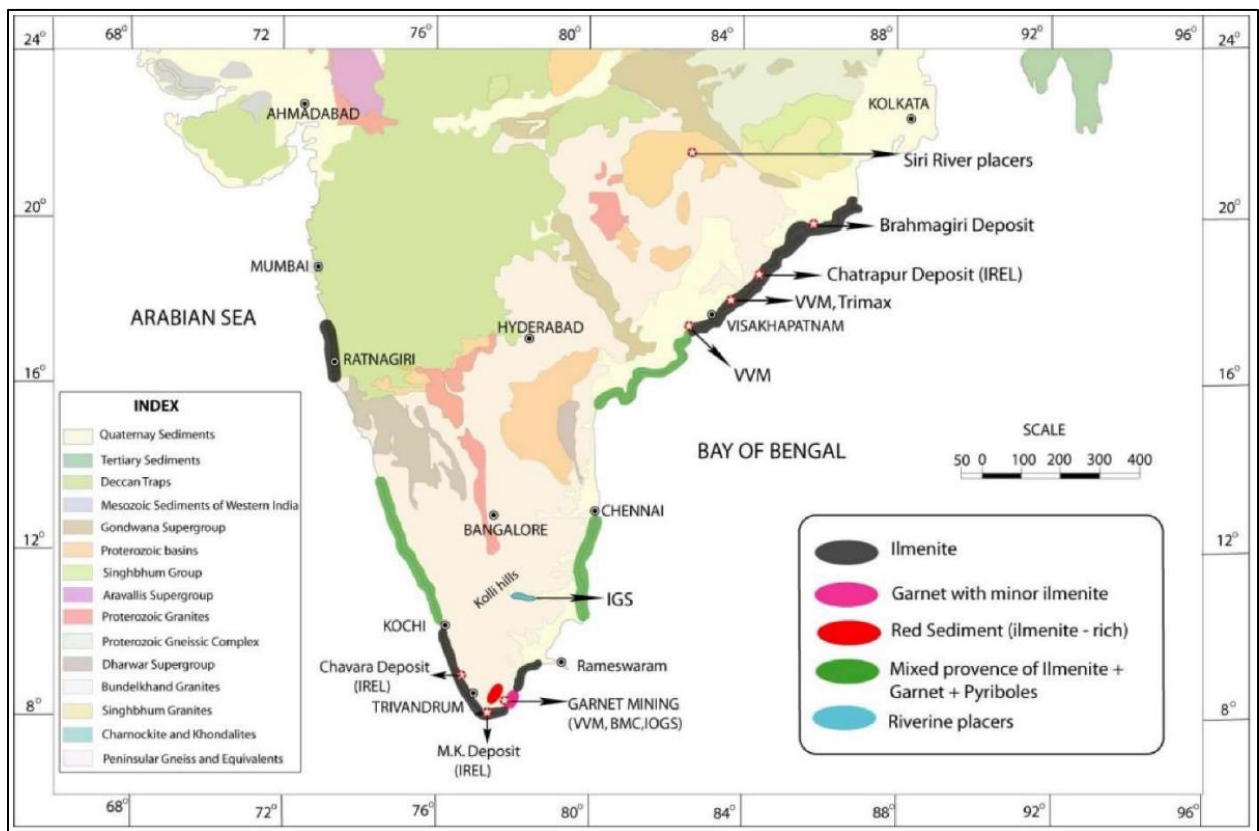 68° 72 76° 80° 84° 88° 92° 96°
24° 24°
AHMADABAD
KOLKATA
Siri River placers
20° 20°
Brahmagiri Deposit
MUMBAI
Chatrapur Deposit (IREL)
VVM, Trimax
ARABIAN SEA
VISAKHAPATNAM
HYDERABAD
RATNAGIRI
VVM
16° 16°
INDEX
Quaternay Sediments
Tertiary Sediments
Deccan Traps
Mesozoic Sediments of Western India
Gondwana Supergroup
Proterozoic basins
Singhbhum Group
Aravallis Supergroup
Proterozoic Granites
Proterozoic Gneissic Complex
Dharwar Supergroup
Bundelkhand Granites
Singhbhum Granites
Charnockite and Khondalites
Peninsular Gneiss and Equivalents
BAY OF BENGAL
SCALE
50 0 100 200 300 400
CHENNAI
BANGALORE
12° 12°
Kolli hills
IGS
KOCHI
Rameswaram
Chavara Deposit
(IREL)
TRIVANDRUM
GARNET MINING
(VVM, BMC,IOGS)
8° 8°
M.K. Deposit
(IREL)
Ilmenite
Garnet with minor ilmenite
Red Sediment (ilmenite - rich)
Mixed provence of Ilmenite +
Garnet + Pyriboles
Riverine placers
68° 72° 76° 80° 84° 88° 92° 96°